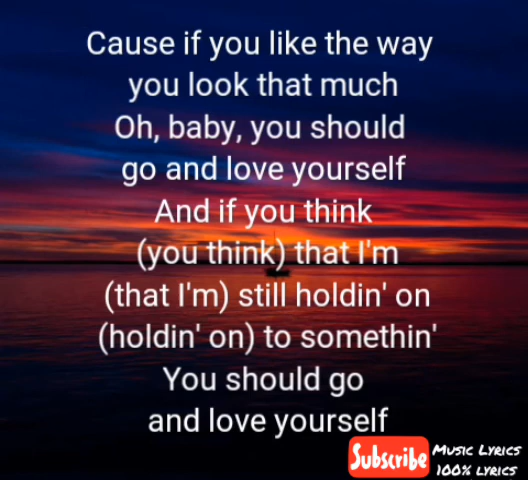 Cause if you like the way
you look that much
Oh, baby, you should
go and love yourself
And if you think
(you think) that I'm
(that I'm) still holdin' on
(holdin' on) to somethin'
You should go
and love yourself
Subscribe
Music Lyrics
100% lyrics